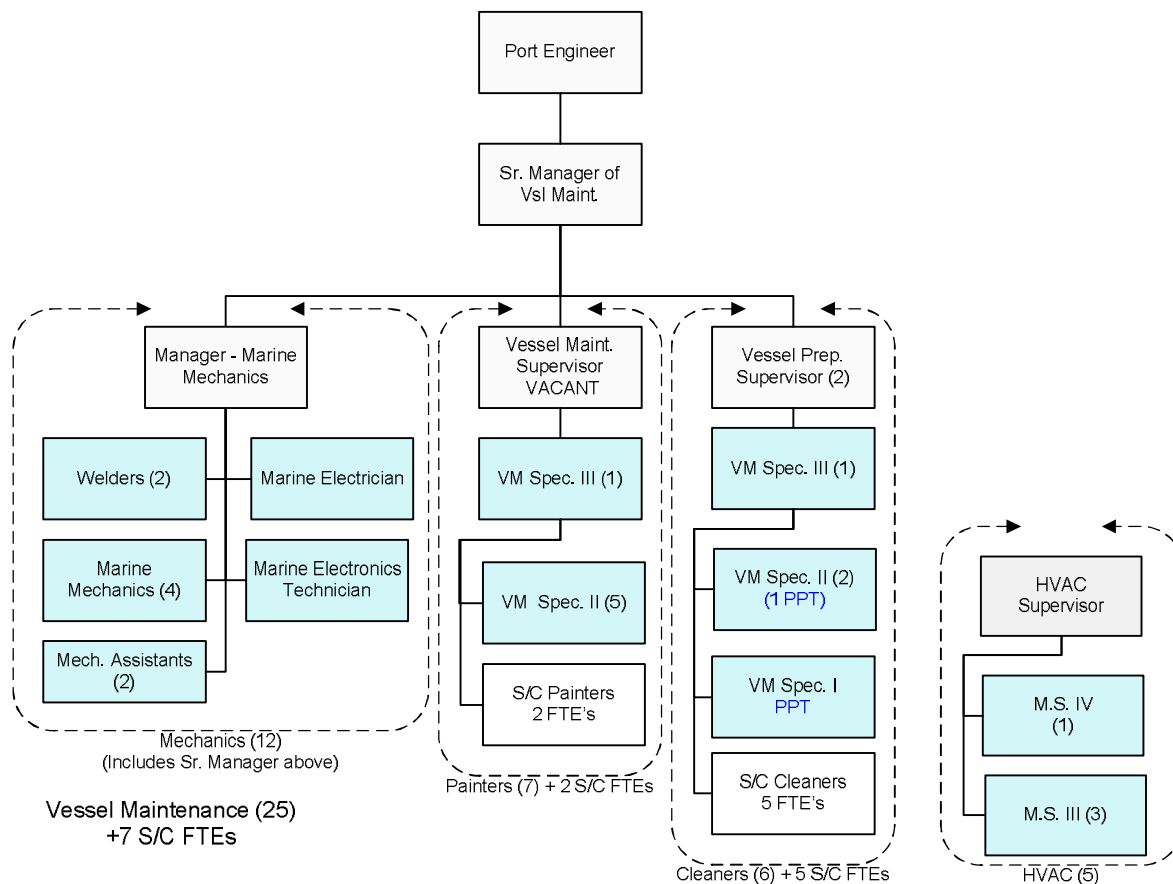 Port Engineer
Sr. Manager of
Vsl Maint.
Manager - Marine
Mechanics
Vessel Maint.
Supervisor
VACANT
Vessel Prep.
Supervisor (2)
Welders (2)
Marine Electrician
Marine
Mechanics (4)
Marine Electronics
Technician
Mech. Assistants
(2)
Mechanics (12)
(Includes Sr. Manager above)
VM Spec. III (1)
VM Spec. II (5)
S/C Painters
2 FTE's
Painters (7) + 2 S/C FTEs
VM Spec. III (1)
VM Spec. II (2)
(1 PPT)
VM Spec. I
PPT
S/C Cleaners
5 FTE's
Cleaners (6) + 5 S/C FTEs
HVAC
Supervisor
M.S. IV
(1)
M.S. III (3)
HVAC (5)
Vessel Maintenance (25)
+7 S/C FTEs